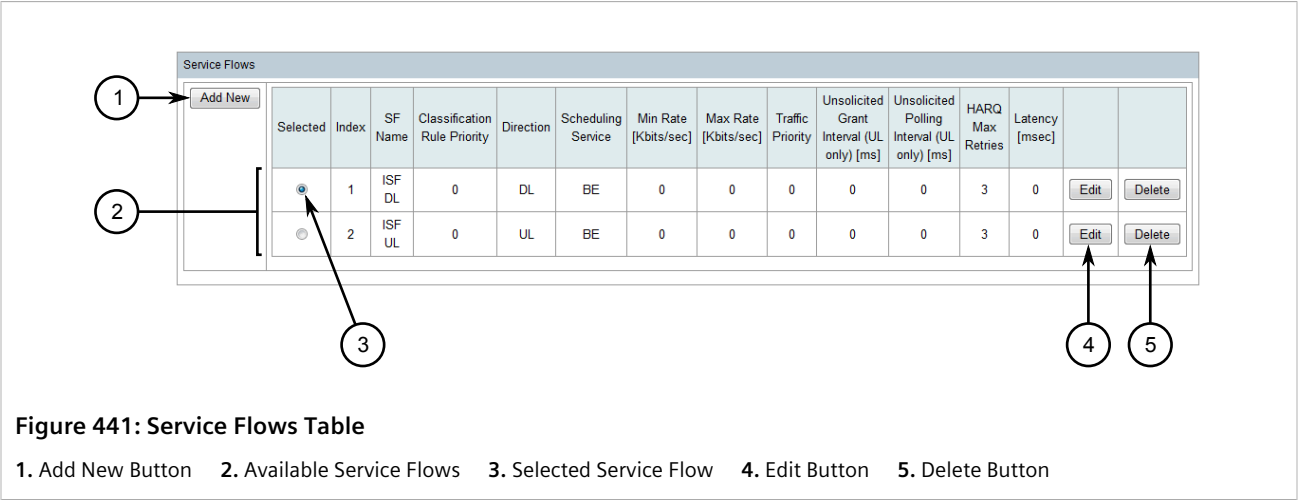 Service Flows
1
Add New
Selected Index SF Name Classification Rule Priority Direction Scheduling Service Min Rate [Kbits/sec] Max Rate [Kbits/sec] Traffic Priority Unsolicited Grant Interval (UL only) [ms] Unsolicited Polling Interval (UL only) [ms] HARQ Max Retries Latency [msec]
2
1 ISF DL 0 DL BE 0 0 0 0 0 3 0 Edit Delete
2 ISF UL 0 UL BE 0 0 0 0 0 3 0 Edit Delete
3 4 5
Figure 441: Service Flows Table
1. Add New Button 2. Available Service Flows 3. Selected Service Flow 4. Edit Button 5. Delete Button